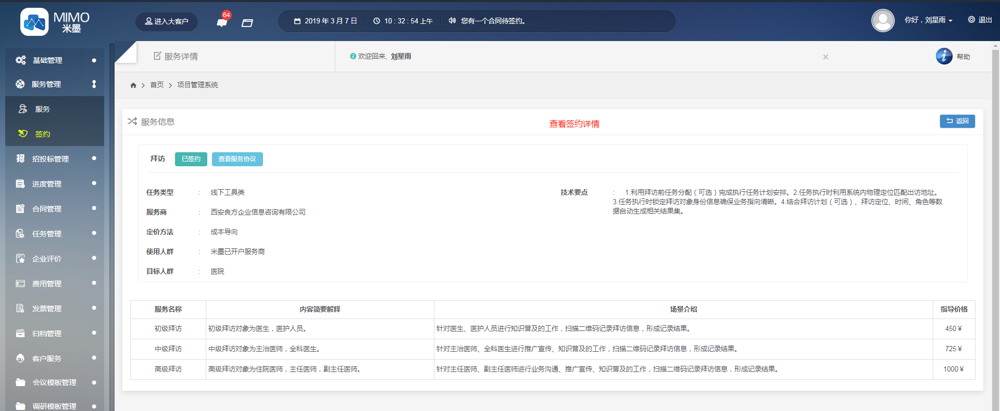 MIMO
米墨
进入大客户
64
2019 年 3 月 7 日
10 : 32 : 54 上午
您有一个合同待签约。
你好，刘星雨
退出
基础管理
服务管理
服务
签约
招投标管理
进度管理
合同管理
任务管理
企业评价
费用管理
发票管理
归档管理
客户服务
会议模板管理
调研模板管理
服务详情
欢迎回来, 刘星雨
×
帮助
首页 > 项目管理系统
服务信息
查看签约详情
返回
拜访 已签约 查看服务协议
任务类型 : 线下工具类
服务商 : 西安良方企业信息咨询有限公司
定价方法 : 成本导向
使用人群 : 米墨已开户服务商
目标人群 : 医院
技术要点 : 1.利用拜访前任务分配（可选）完成执行任务计划安排。2.任务执行时利用系统内物理定位匹配出访地址。
3.任务执行时锁定拜访对象身份信息确保业务指向清晰。4.结合拜访计划（可选）、拜访定位、时间、角色等数
据自动生成相关结果集。
服务名称 内容简要解释 场景介绍 指导价格
初级拜访 初级拜访对象为医生，医护人员。 针对医生、医护人员进行知识普及的工作，扫描二维码记录拜访信息，形成记录结果。 450 ¥
中级拜访 中级拜访对象为主治医师，全科医生。 针对主治医师、全科医生进行推广宣传、知识普及的工作，扫描二维码记录拜访信息，形成记录结果。 725 ¥
高级拜访 高级拜访对象为住院医师，主任医师，副主任医师。 针对主任医师、副主任医师进行业务沟通、推广宣传、知识普及的工作，扫描二维码记录拜访信息，形成记录结果。 1000 ¥